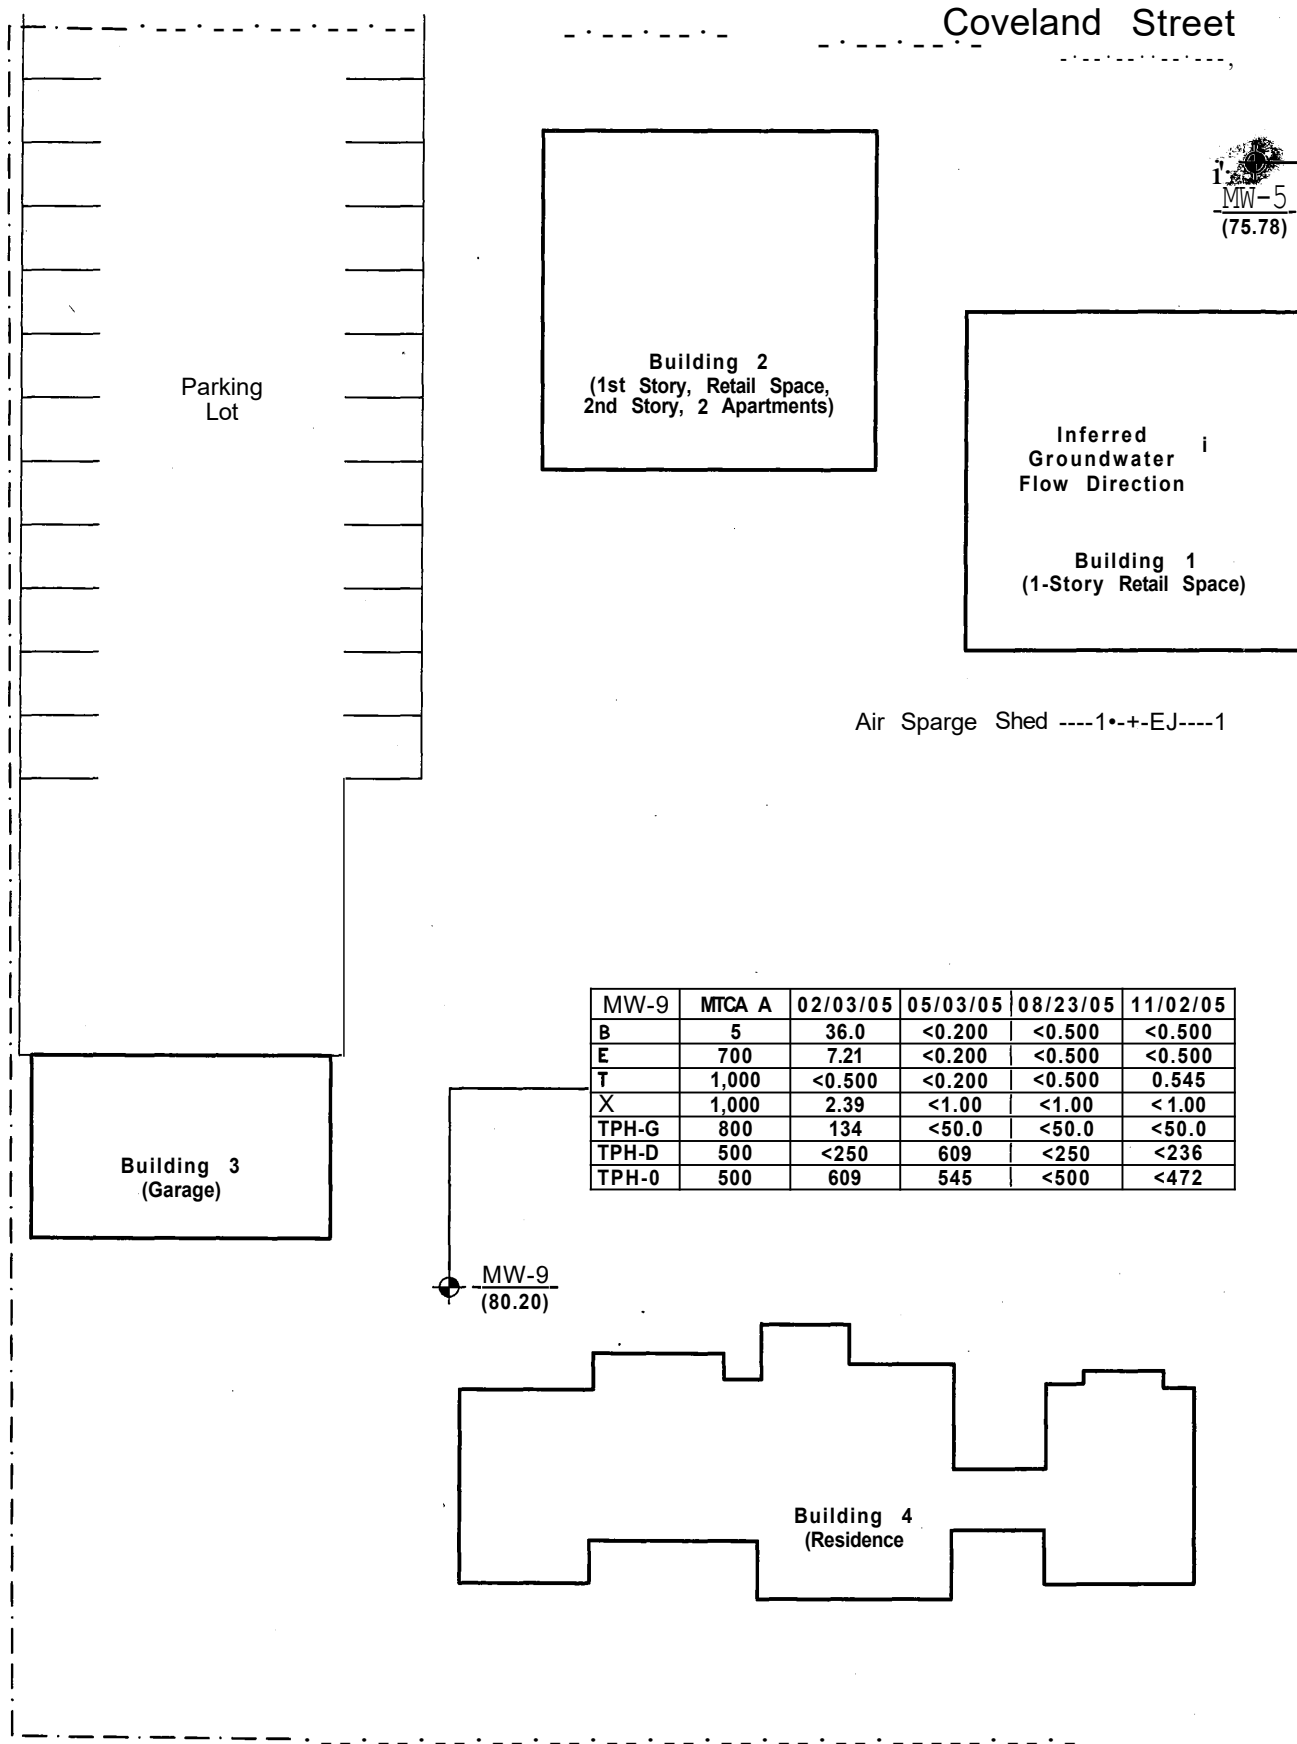 Coveland Street
MW-5
(75.78)
Building 2
(1st Story, Retail Space,
2nd Story, 2 Apartments)
Parking
Lot
Inferred
Groundwater i
Flow Direction
Building 1
(1-Story Retail Space)
Air Sparge Shed ----1•-+-EJ----1
MW-9 MTCA A 02/03/05 05/03/05 08/23/05 11/02/05
B 5 36.0 <0.200 <0.500 <0.500
E 700 7.21 <0.200 <0.500 <0.500
T 1,000 <0.500 <0.200 <0.500 0.545
X 1,000 2.39 <1.00 <1.00 <1.00
TPH-G 800 134 <50.0 <50.0 <50.0
TPH-D 500 <250 609 <250 <236
TPH-0 500 609 545 <500 <472
Building 3
(Garage)
MW-9
(80.20)
Building 4
(Residence